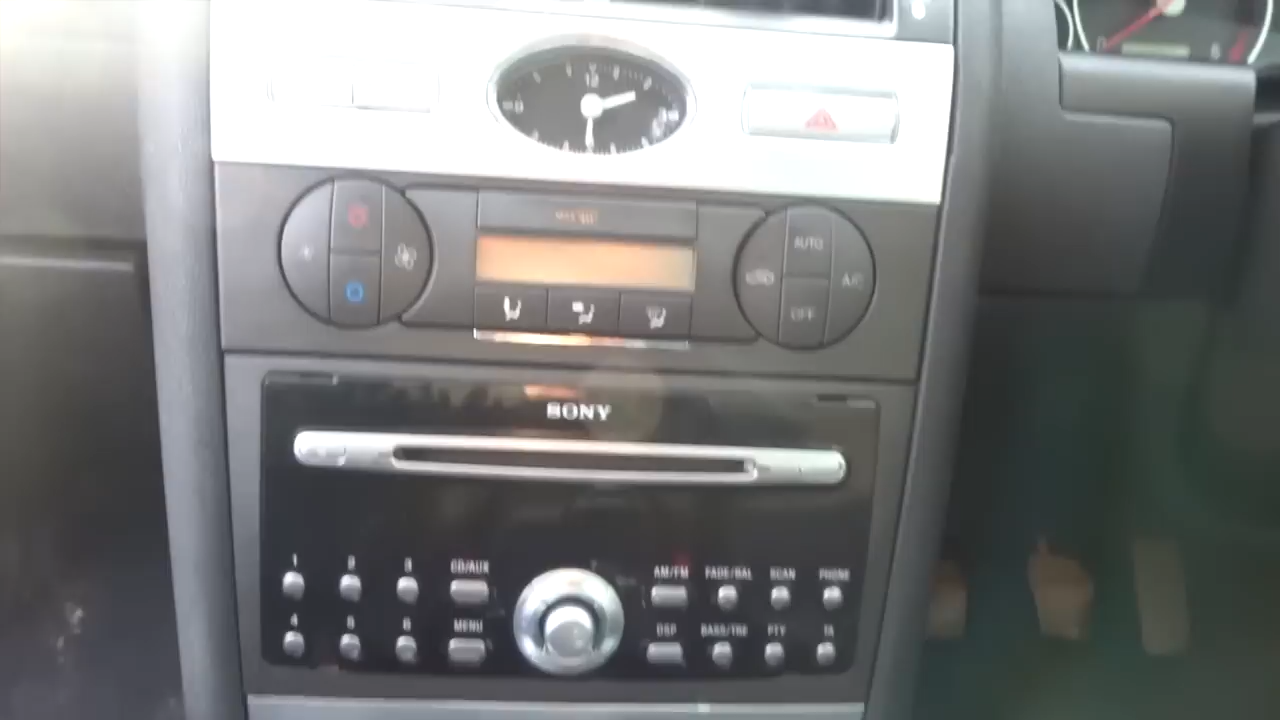 12
AUTO
A/C
OFF
SONY
1 2 3 CD/AUX AM/FM FADE/BAL SCAN PHONE
4 5 6 MENU DSP BASS/TRE PTY TA